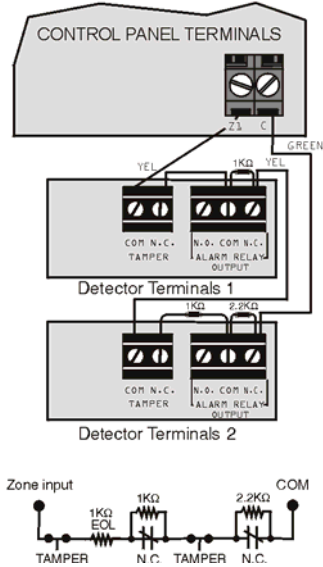 CONTROL PANEL TERMINALS
Z1 C
GREEN
YEL 1KΩ YEL
COM N.C. N.O. COM N.C.
TAMPER ALARM RELAY
OUTPUT
Detector Terminals 1
1KΩ 2.2KΩ
COM N.C. N.O. COM N.C.
TAMPER ALARM RELAY
OUTPUT
Detector Terminals 2
Zone input COM
1KΩ 2.2KΩ
1KΩ
EOL
TAMPER N.C. TAMPER N.C.